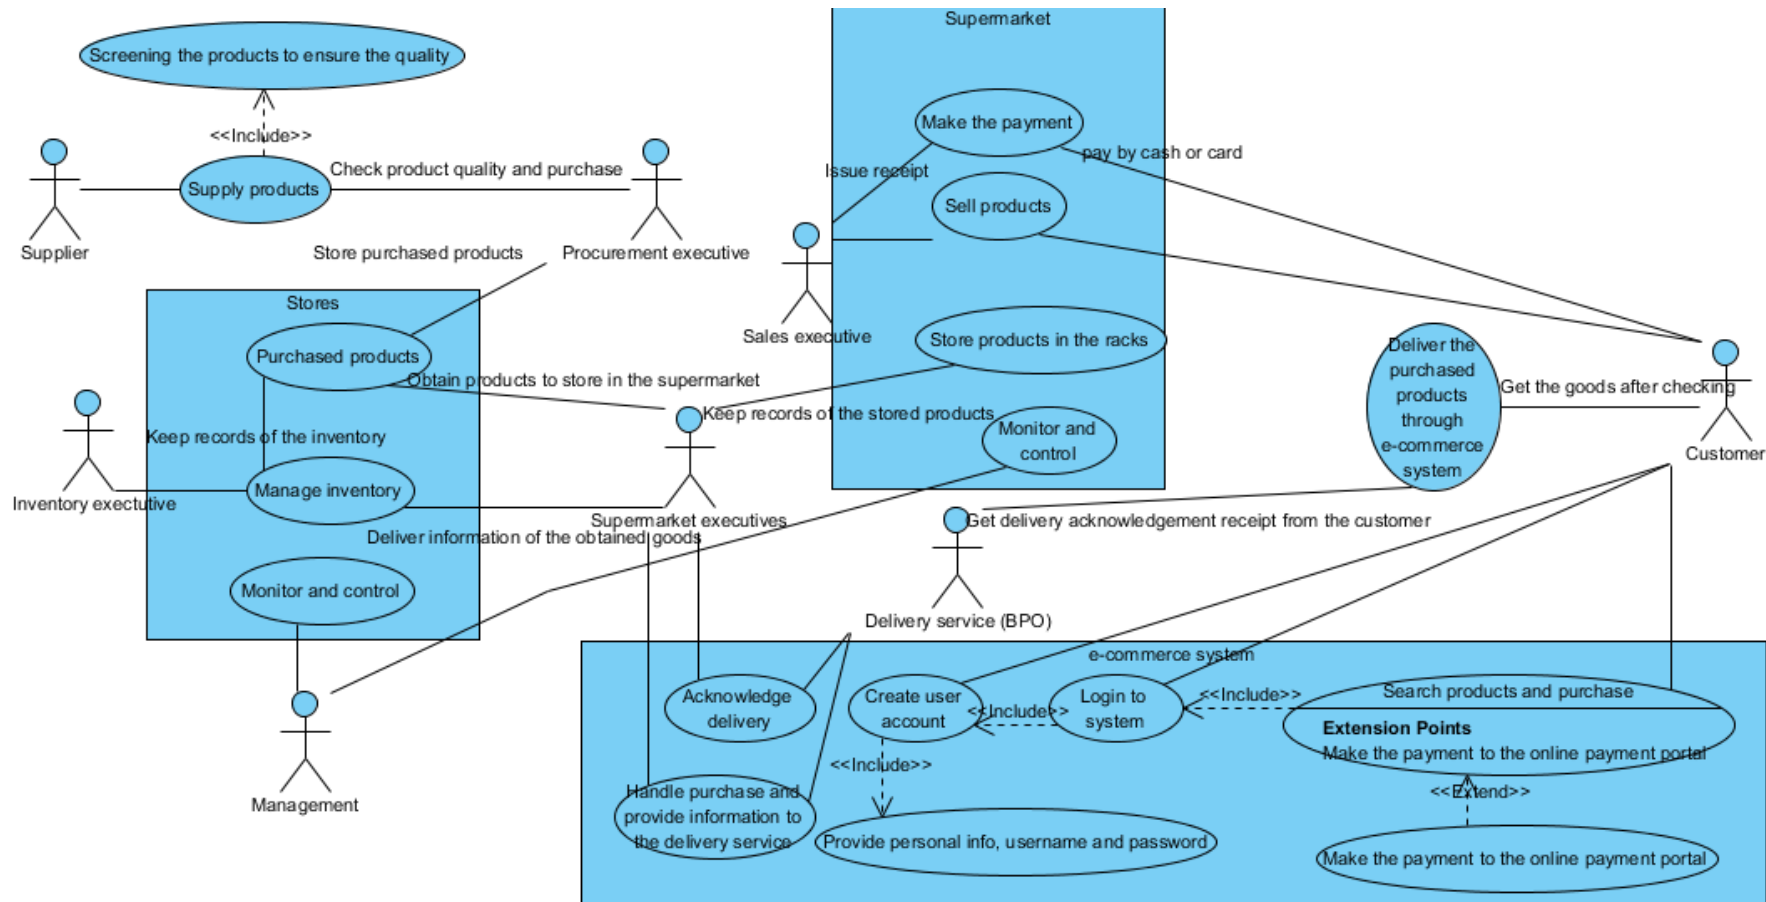 Supermarket
Screening the products to ensure the quality
<<Include>>
Make the payment
pay by cash or card
Check product quality and purchase
Issue receipt
Supply products
Sell products
Supplier
Store purchased products
Procurement executive
Stores
Sales executive
Store products in the racks
Purchased products
Obtain products to store in the supermarket
Deliver the
purchased
products
through
e-commerce
system
Get the goods after checking
Keep records of the stored products
Monitor and
control
Keep records of the inventory
Customer
Manage inventory
Inventory exectutive
Supermarket executives
Get delivery acknowledgement receipt from the customer
Deliver information of the obtained goods
Monitor and control
Delivery service (BPO)
e-commerce system
Acknowledge
delivery
Create user
account
<<Include>>
Login to
system
<<Include>>
Search products and purchase
Extension Points
Make the payment to the online payment portal
<<Include>>
<<Extend>>
Management
Handle purchase and
provide information to
the delivery service
Provide personal info, username and password
Make the payment to the online payment portal